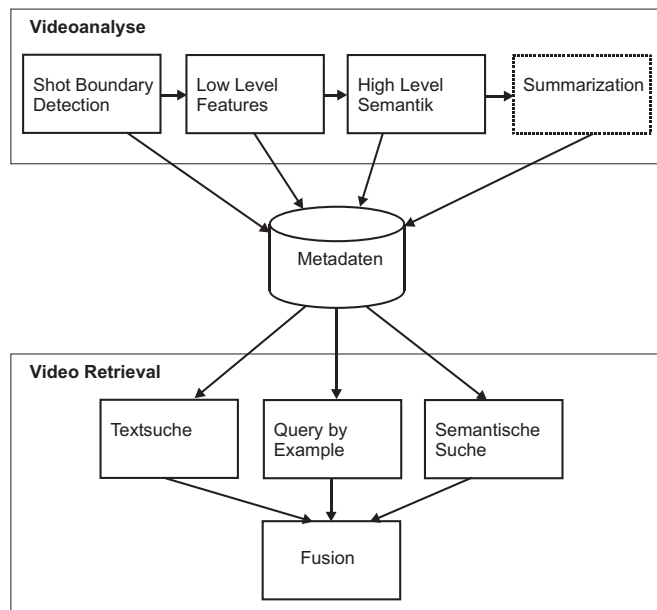 Videoanalyse
Shot Boundary
Detection
Low Level
Features
High Level
Semantik
Summarization
Metadaten
Video Retrieval
Textsuche
Query by
Example
Semantische
Suche
Fusion